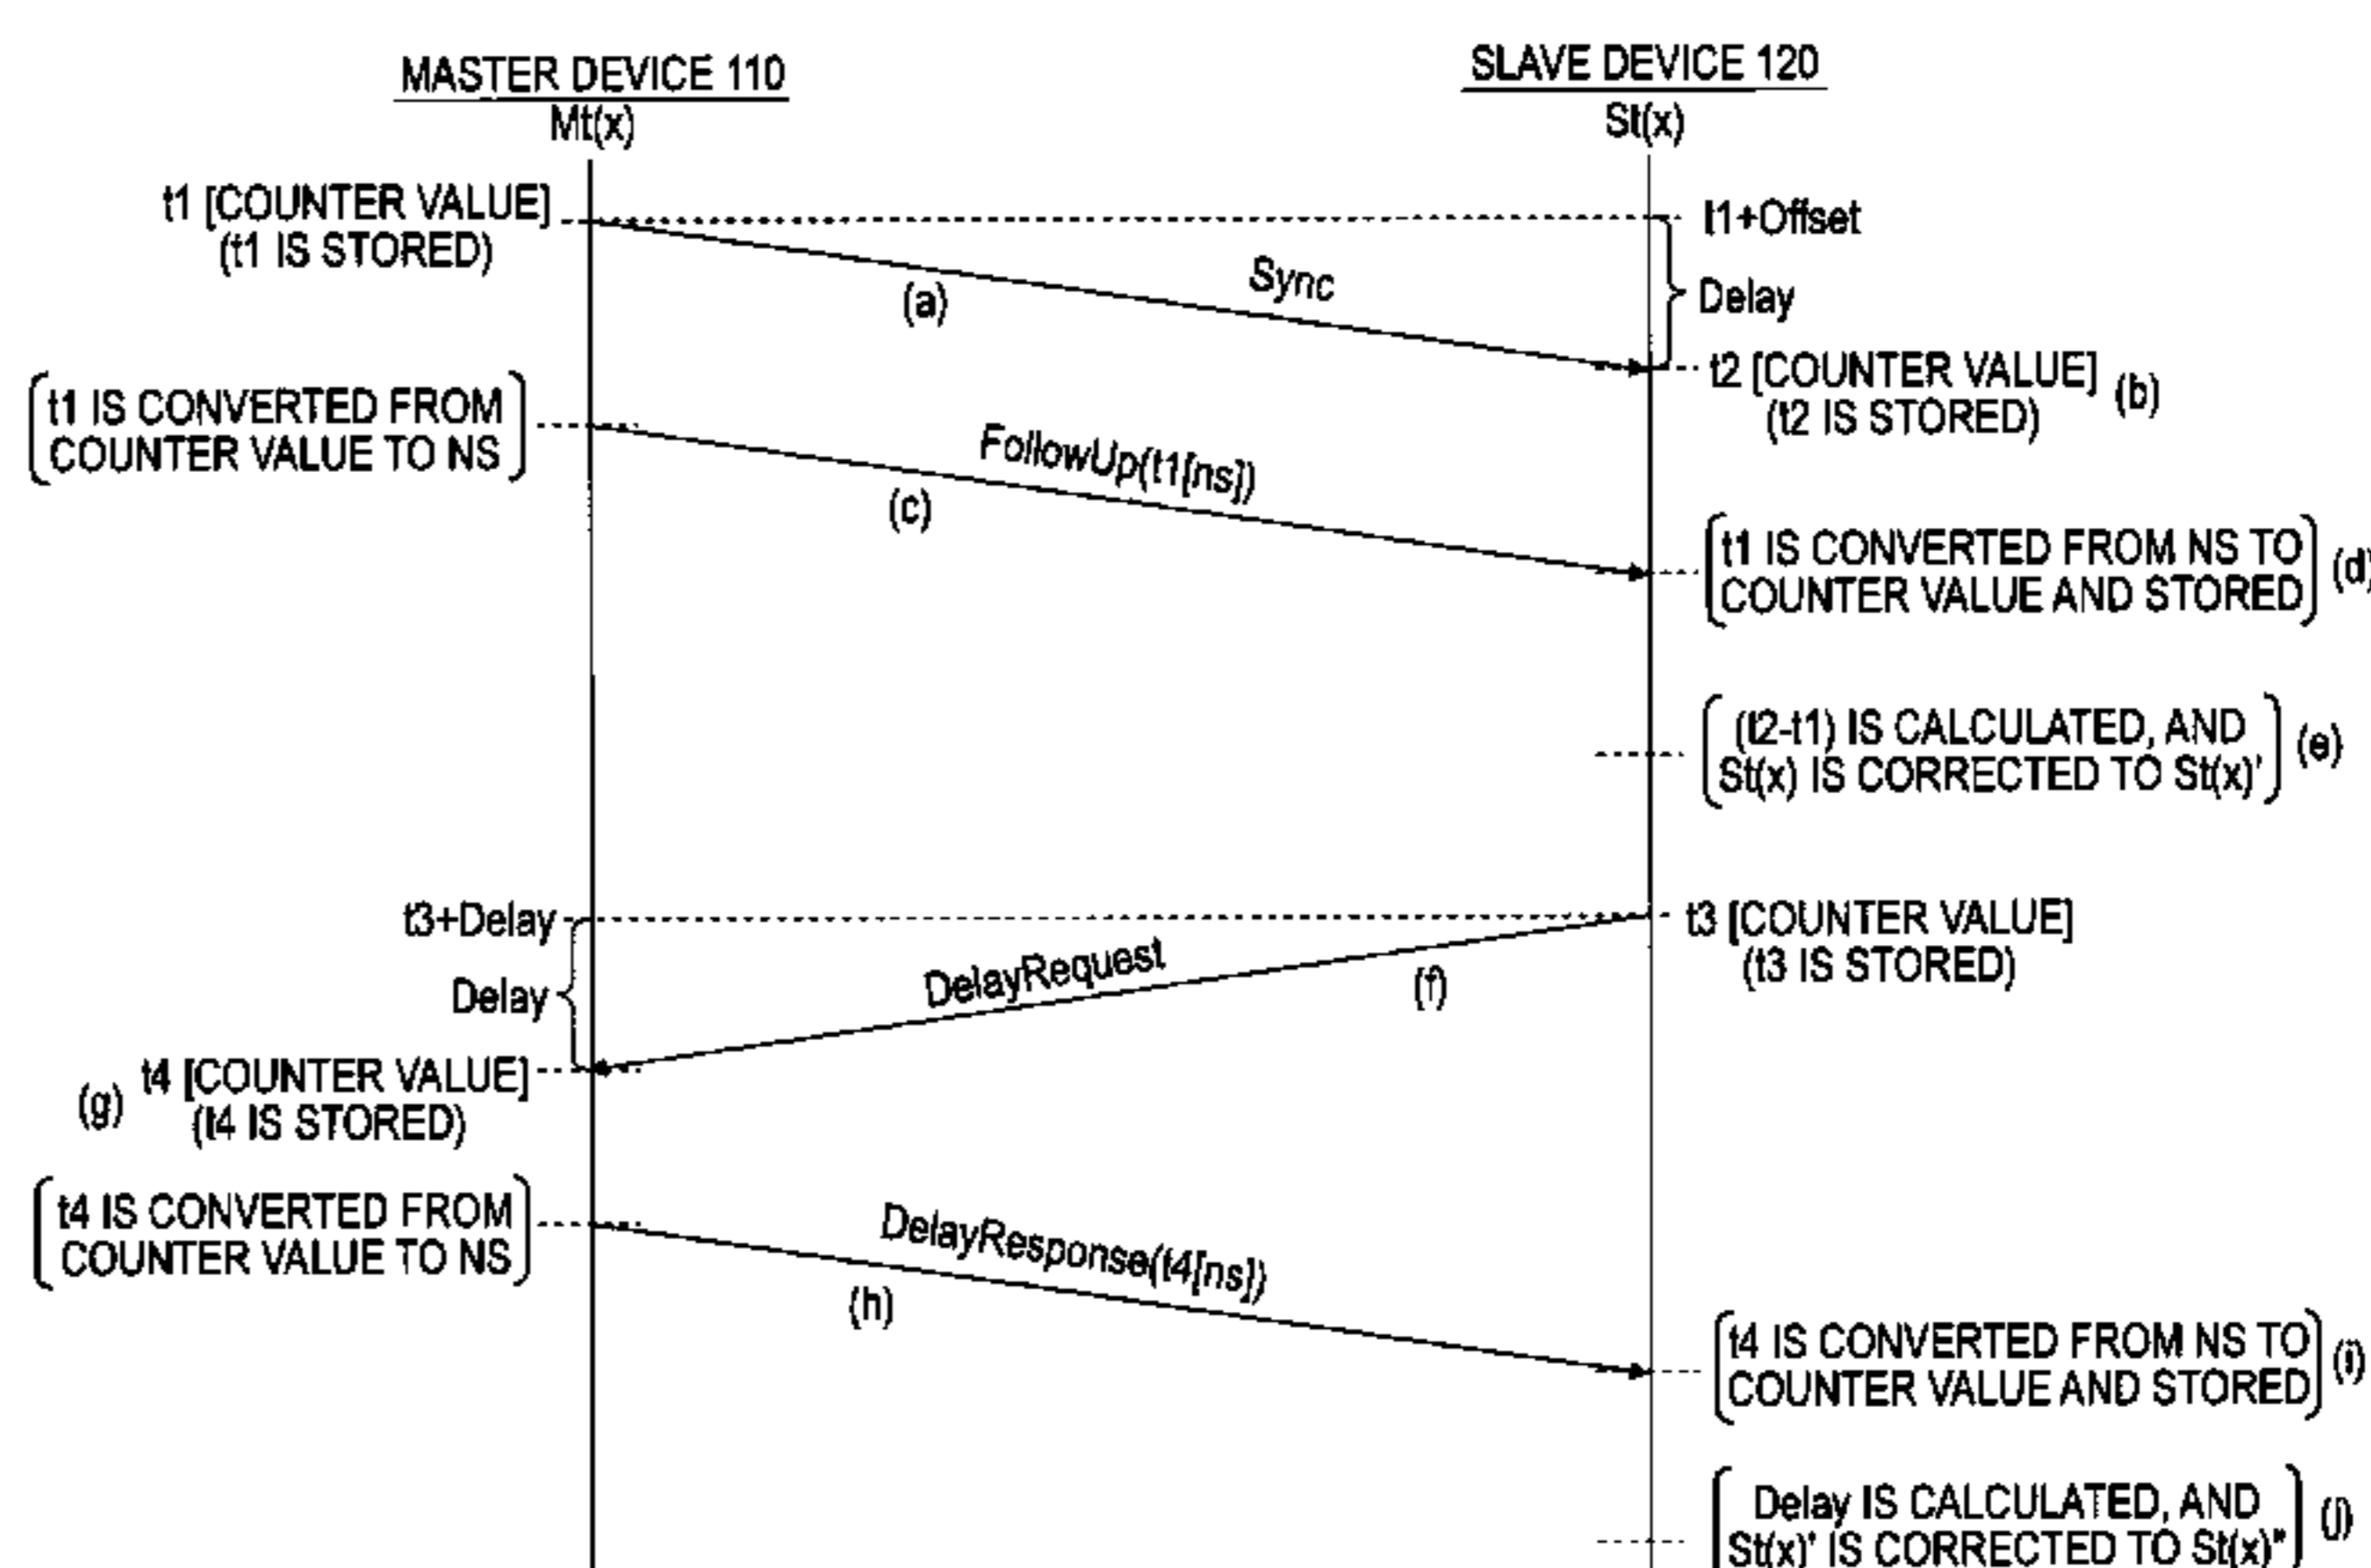 MASTER DEVICE 110
Mt(x)
SLAVE DEVICE 120
St(x)
t1 [COUNTER VALUE]
(t1 IS STORED)
t1+Offset
Sync
(a)
Delay
t2 [COUNTER VALUE]
(t2 IS STORED)
(b)
t1 IS CONVERTED FROM
COUNTER VALUE TO NS
FollowUp(t1[ns])
(c)
t1 IS CONVERTED FROM NS TO
COUNTER VALUE AND STORED
(d)
(t2-t1) IS CALCULATED, AND
St(x) IS CORRECTED TO St(x)'
(e)
t3+Delay
t3 [COUNTER VALUE]
(t3 IS STORED)
DelayRequest
(f)
Delay
(g)
t4 [COUNTER VALUE]
(t4 IS STORED)
t4 IS CONVERTED FROM
COUNTER VALUE TO NS
DelayResponse(t4[ns])
(h)
t4 IS CONVERTED FROM NS TO
COUNTER VALUE AND STORED
(i)
Delay IS CALCULATED, AND
St(x)' IS CORRECTED TO St(x)"
(j)